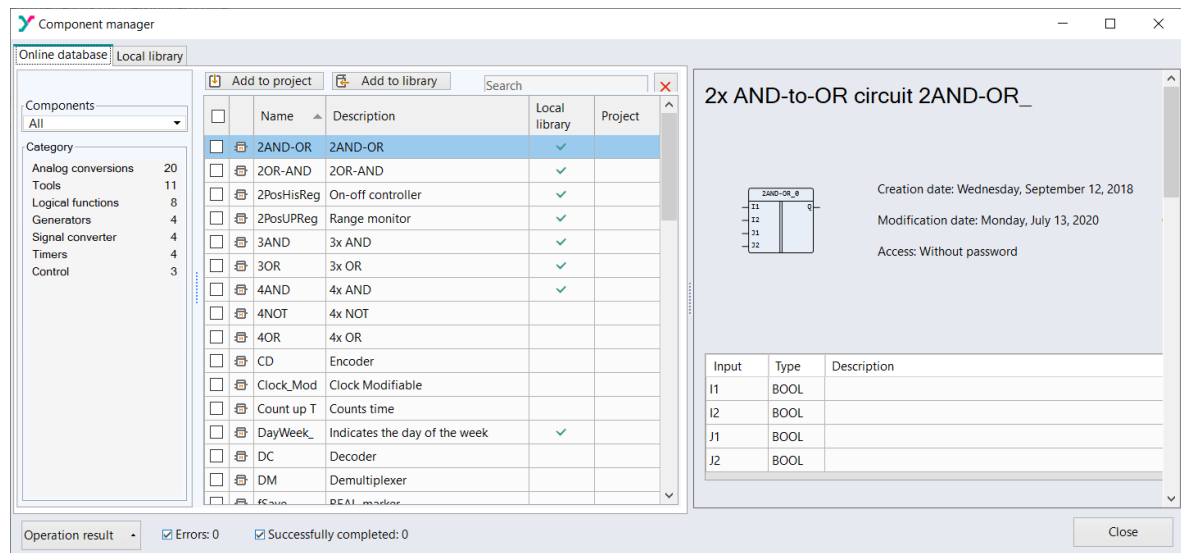 Component manager
Online database Local library
Components
All
Category
Analog conversions 20
Tools 11
Logical functions 8
Generators 4
Signal converter 4
Timers 4
Control 3
Add to project Add to library Search
Name Description Local library Project
2AND-OR 2AND-OR
2OR-AND 2OR-AND
2PosHisReg On-off controller
2PosUPReg Range monitor
3AND 3x AND
3OR 3x OR
4AND 4x AND
4NOT 4x NOT
4OR 4x OR
CD Encoder
Clock_Mod Clock Modifiable
Count up T Counts time
DayWeek_ Indicates the day of the week
DC Decoder
DM Demultiplexer
fSave REAL marker
2x AND-to-OR circuit 2AND-OR_
2AND-OR_0
I1 Q
I2
J1
J2
Creation date: Wednesday, September 12, 2018
Modification date: Monday, July 13, 2020
Access: Without password
Input Type Description
I1 BOOL
I2 BOOL
J1 BOOL
J2 BOOL
Operation result Errors: 0 Successfully completed: 0
Close